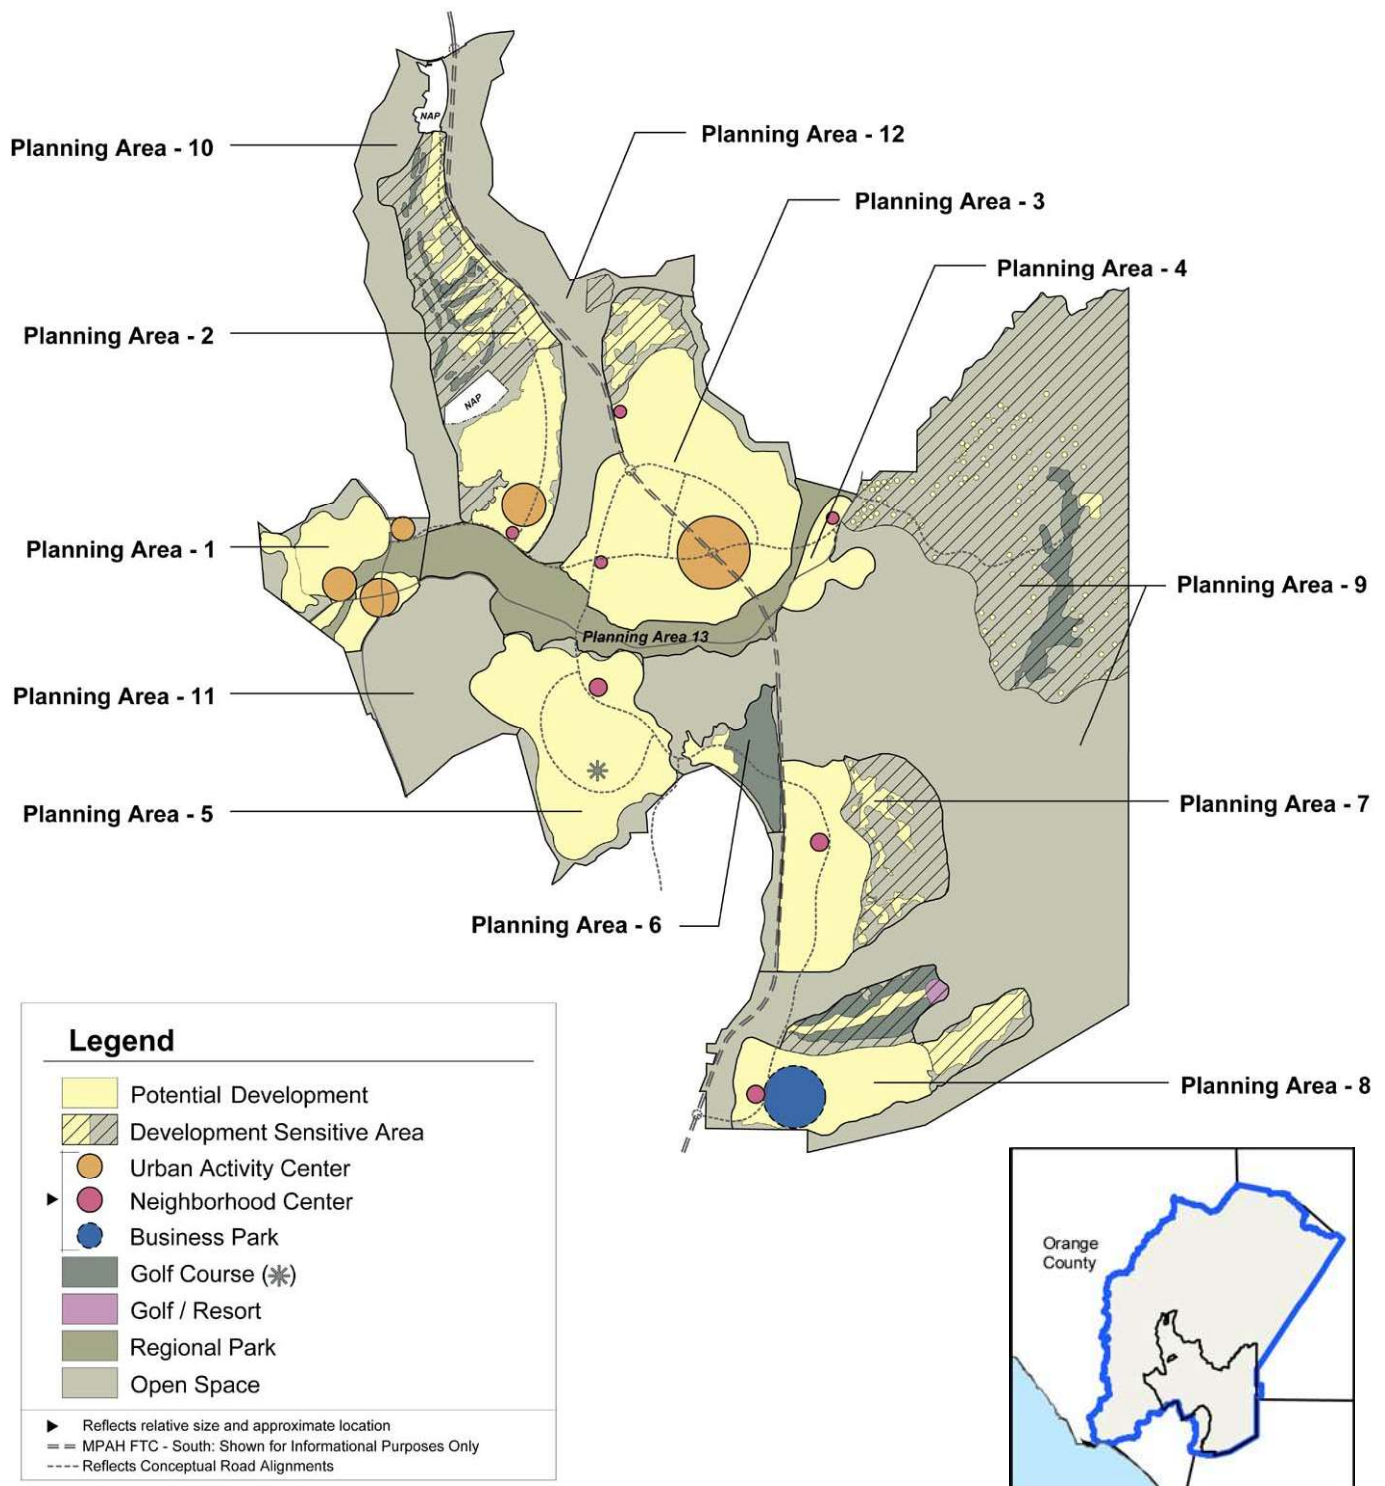 NAP
Planning Area - 10
Planning Area - 12
Planning Area - 3
Planning Area - 4
Planning Area - 2
NAP
Planning Area - 1
Planning Area - 9
Planning Area 13
Planning Area - 11
Planning Area - 5
Planning Area - 7
Planning Area - 6
Planning Area - 8
Legend
Potential Development
Development Sensitive Area
Urban Activity Center
Neighborhood Center
Business Park
Golf Course (✳)
Golf / Resort
Regional Park
Open Space
Reflects relative size and approximate location
MPAH FTC - South: Shown for Informational Purposes Only
Reflects Conceptual Road Alignments
Orange
County